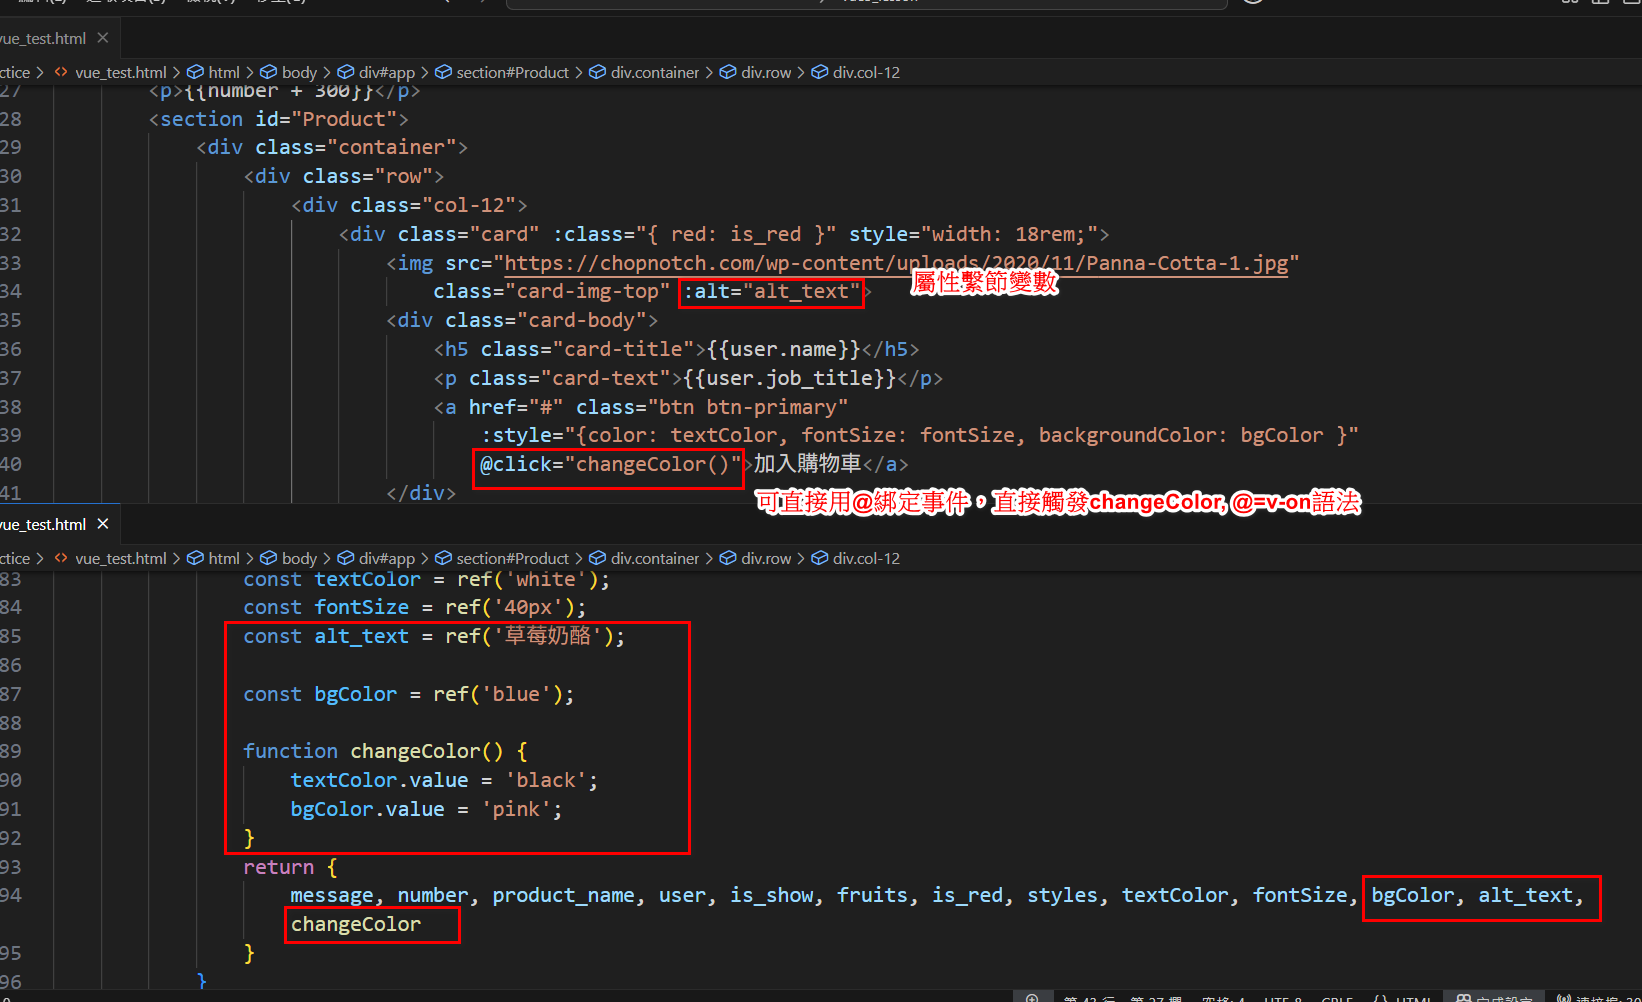 vue_test.html
ctice > <> vue_test.html > html > body > div#app > section#Product > div.container > div.row > div.col-12
27 <p>{{number + 300}}</p>
28 <section id="Product">
29 <div class="container">
30 <div class="row">
31 <div class="col-12">
32 <div class="card" :class="{ red: is_red }" style="width: 18rem;">
33 <img src="https://chopnotch.com/wp-content/uploads/2020/11/Panna-Cotta-1.jpg"
34 class="card-img-top" :alt="alt_text">
屬性繫節變數
35 <div class="card-body">
36 <h5 class="card-title">{{user.name}}</h5>
37 <p class="card-text">{{user.job_title}}</p>
38 <a href="#" class="btn btn-primary"
39 :style="{color: textColor, fontSize: fontSize, backgroundColor: bgColor }"
40 @click="changeColor()">加入購物車</a>
41 </div>
可直接用@綁定事件，直接觸發changeColor, @=v-on語法
vue_test.html
ctice > <> vue_test.html > html > body > div#app > section#Product > div.container > div.row > div.col-12
83 const textColor = ref('white');
84 const fontSize = ref('40px');
85 const alt_text = ref('草莓奶酪');
86
87 const bgColor = ref('blue');
88
89 function changeColor() {
90 textColor.value = 'black';
91 bgColor.value = 'pink';
92 }
93 return {
94 message, number, product_name, user, is_show, fruits, is_red, styles, textColor, fontSize, bgColor, alt_text,
changeColor
95 }
96 }